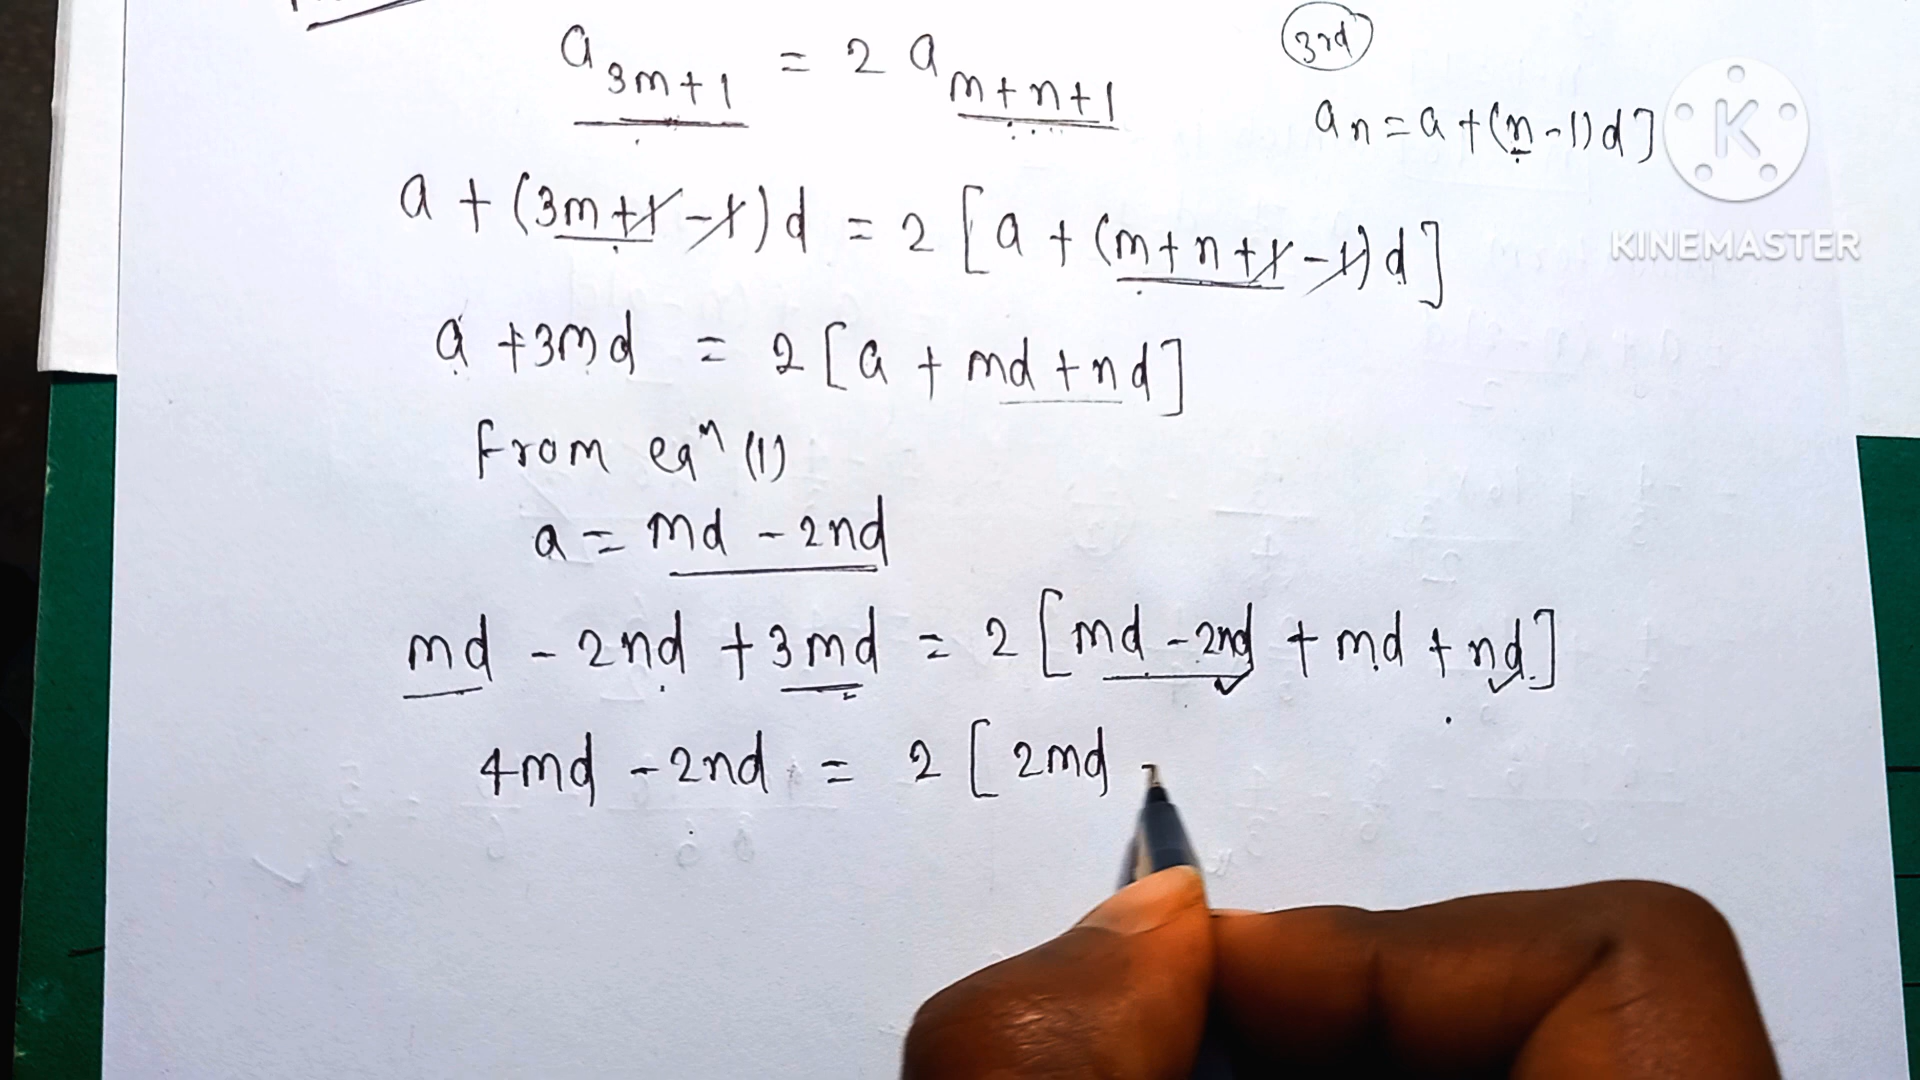 a₃ₘ₊₁ = 2 aₘ₊ₙ₊₁
3rd
aₙ = a + (n - 1) d]
K
KINEMASTER
a + (3m + 1 - 1) d = 2 [a + (m + n + 1 - 1) d]
a + 3md = 2 [a + md + nd]
From eqⁿ (1)
a = md - 2nd
md - 2nd + 3md = 2 [md - 2nd + md + nd]
4md - 2nd = 2 [2md -